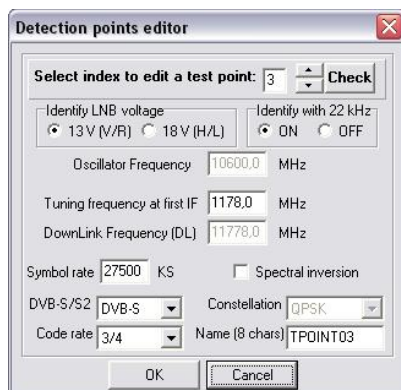 Detection points editor
Select index to edit a test point: 3 Check
Identify LNB voltage Identify with 22 kHz
13 V (V/R) 18 V (H/L) ON OFF
Oscillator Frequency 10600,0 MHz
Tuning frequency at first IF 1178,0 MHz
DownLink Frequency (DL) 11778,0 MHz
Symbol rate 27500 KS Spectral inversion
DVB-S/S2 DVB-S Constellation QPSK
Code rate 3/4 Name (8 chars) TPOINT03
OK Cancel